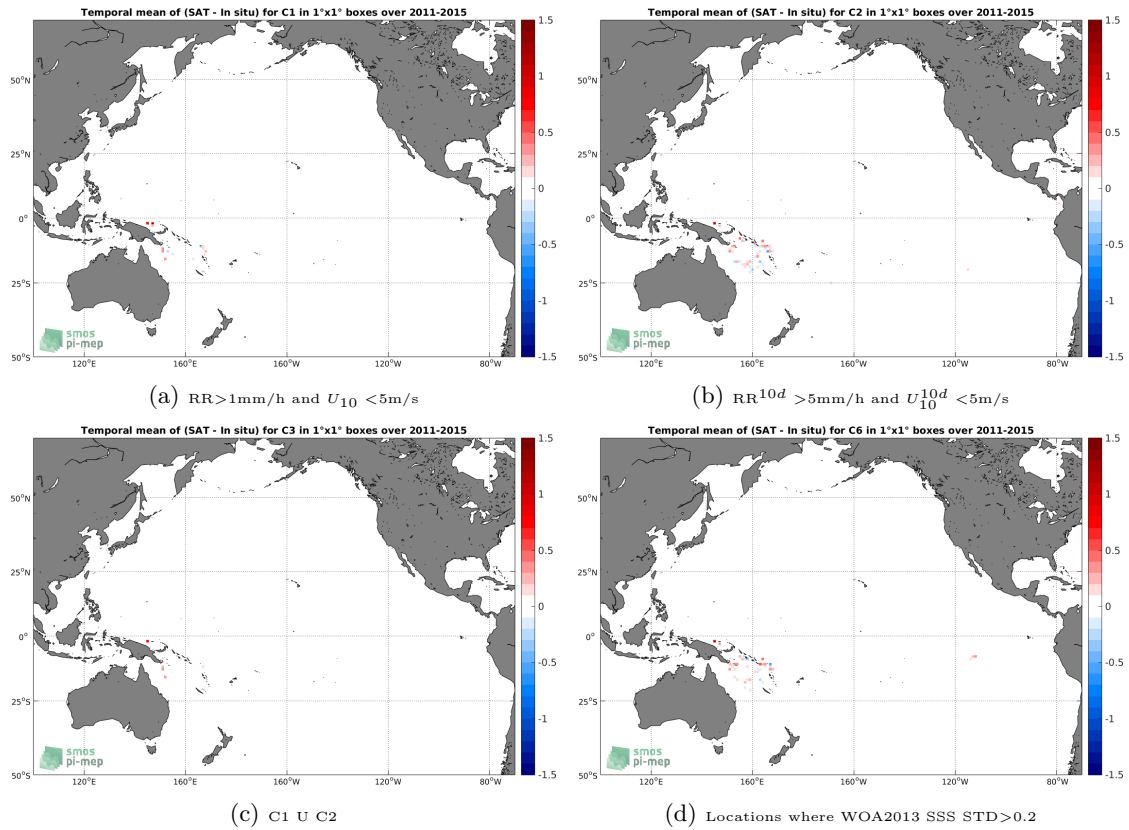 Temporal mean of (SAT - In situ) for C1 in 1°x1° boxes over 2011-2015
1.5
1
0.5
0
-0.5
-1
-1.5
50°N
25°N
0°
25°S
50°S
120°E
160°E
160°W
120°W
80°W
smos
pi-mep
(a) RR>1mm/h and U10 <5m/s
Temporal mean of (SAT - In situ) for C2 in 1°x1° boxes over 2011-2015
1.5
1
0.5
0
-0.5
-1
-1.5
50°N
25°N
0°
25°S
50°S
120°E
160°E
160°W
120°W
80°W
smos
pi-mep
(b) RR10d >5mm/h and U10 10d <5m/s
Temporal mean of (SAT - In situ) for C3 in 1°x1° boxes over 2011-2015
1.5
1
0.5
0
-0.5
-1
-1.5
50°N
25°N
0°
25°S
50°S
120°E
160°E
160°W
120°W
80°W
smos
pi-mep
(c) C1 U C2
Temporal mean of (SAT - In situ) for C6 in 1°x1° boxes over 2011-2015
1.5
1
0.5
0
-0.5
-1
-1.5
50°N
25°N
0°
25°S
50°S
120°E
160°E
160°W
120°W
80°W
smos
pi-mep
(d) Locations where WOA2013 SSS STD>0.2